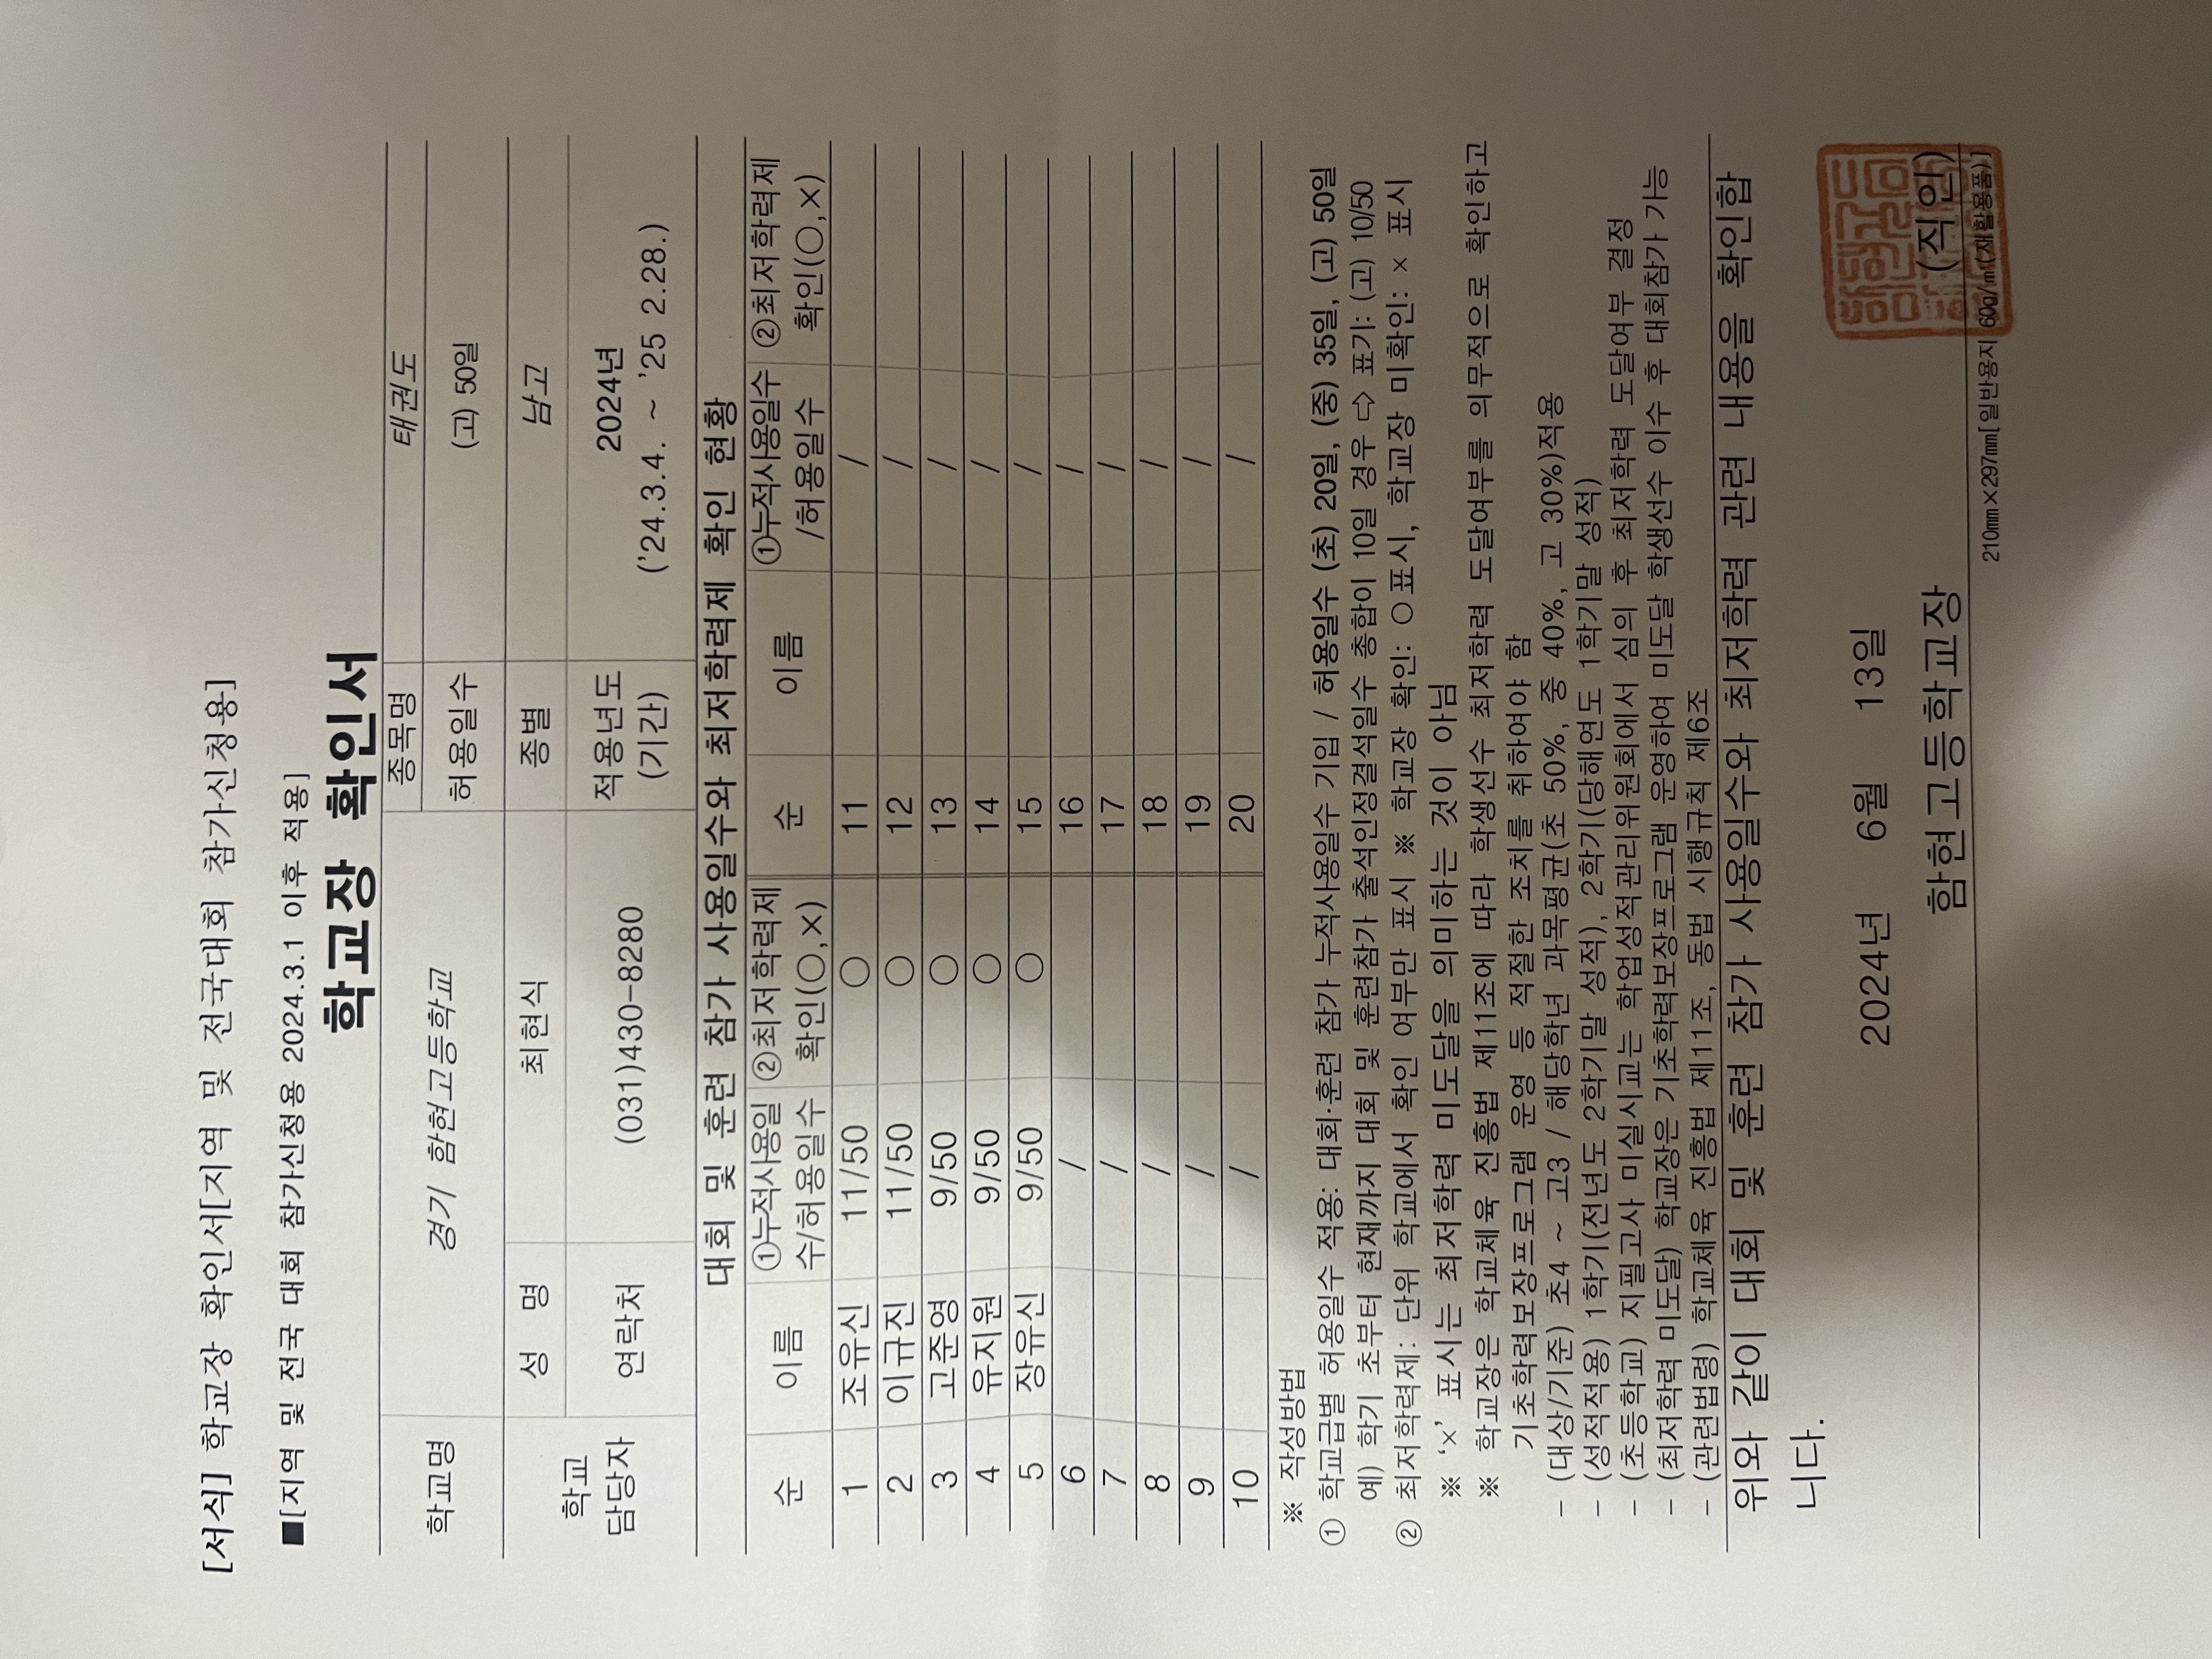 [서식] 학교장 확인서[지역 및 전국대회 참가신청용]
■[지역 및 전국 대회 참가신청용 2024.3.1 이후 적용]
학교장 확인서
학교명 경기 함현고등학교 종목명 태권도
허용일수 (고) 50일
학교 담당자 성 명 최현식 종별 남고
연락처 (031)430-8280 적용년도 (기간) 2024년
('24.3.4. ~ '25 2.28.)
대회 및 훈련 참가 사용일수와 최저학력제 확인 현황
순 이름 ①누적사용일수/허용일수 ②최저학력제 확인(○,×) 순 이름 ①누적사용일수/허용일수 ②최저학력제 확인(○,×)
1 조유신 11/50 ○ 11 /
2 이규진 11/50 ○ 12 /
3 고준영 9/50 ○ 13 /
4 유지원 9/50 ○ 14 /
5 장유신 9/50 ○ 15 /
6 / 16 /
7 / 17 /
8 / 18 /
9 / 19 /
10 / 20 /
※ 작성방법
① 학교급별 허용일수 적용: 대회·훈련 참가 누적사용일수 기입 / 허용일수 (초) 20일, (중) 35일, (고) 50일
예) 학기 초부터 현재까지 대회 및 훈련참가 출석인정결석일수 총합이 10일 경우 ⇨ 표기: (고) 10/50
② 최저학력제: 단위 학교에서 확인 여부만 표시 ※ 학교장 확인: ○ 표시, 학교장 미확인: × 표시
※ '×' 표시는 최저학력 미도달을 의미하는 것이 아님
※ 학교장은 학교체육 진흥법 제11조에 따라 학생선수 최저학력 도달여부를 의무적으로 확인하고
기초학력보장프로그램 운영 등 적절한 조치를 취하여야 함
- (대상/기준) 초4 ~ 고3 / 해당학년 과목평균(초 50%, 중 40%, 고 30%)적용
- (성적적용) 1학기(전년도 2학기말 성적), 2학기(당해연도 1학기말 성적)
- (초등학교) 지필고사 미실시교는 학업성적관리위원회에서 심의 후 최저학력 도달여부 결정
- (최저학력 미도달) 학교장은 기초학력보장프로그램 운영하여 미도달 학생선수 이수 후 대회참가 가능
- (관련법령) 학교체육 진흥법 제11조, 동법 시행규칙 제6조
위와 같이 대회 및 훈련 참가 사용일수와 최저학력 관련 내용을 확인합
니다.
2024년 6월 13일
함현고등학교장 (직인)
210㎜×297㎜[일반용지 60g/㎡(재활용품)]